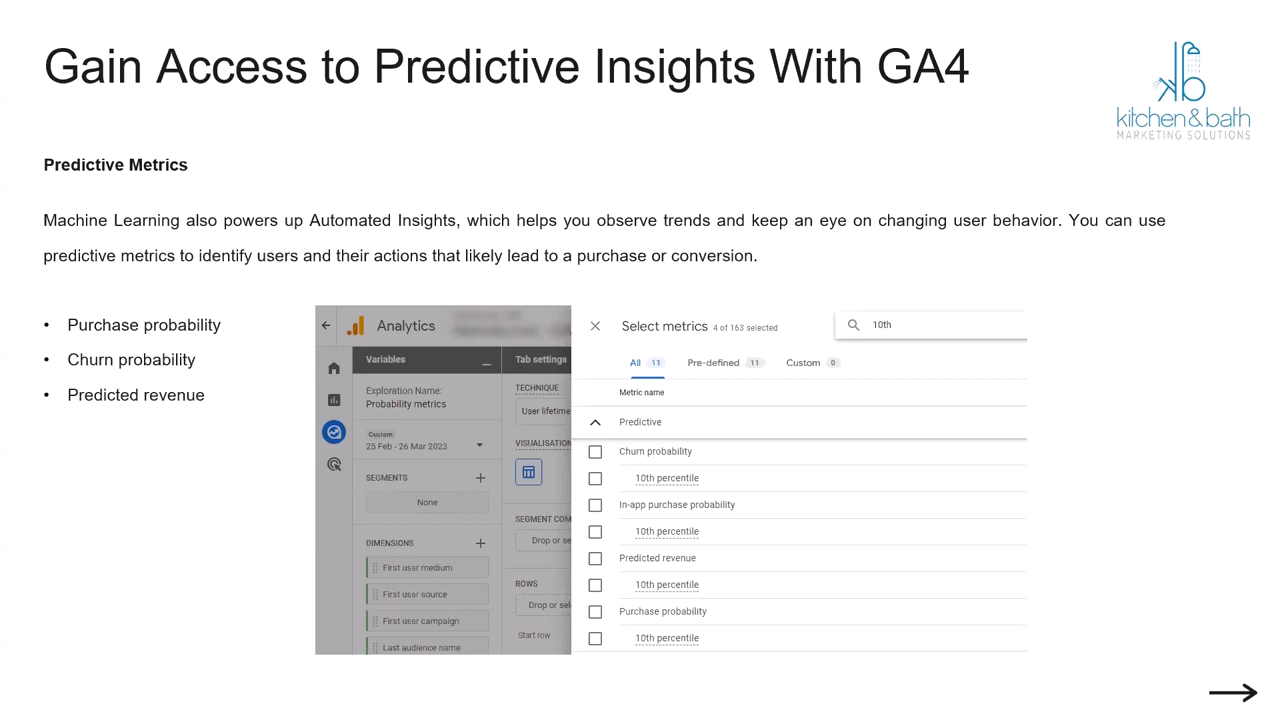 Gain Access to Predictive Insights With GA4
kitchen&bath
MARKETING SOLUTIONS
Predictive Metrics
Machine Learning also powers up Automated Insights, which helps you observe trends and keep an eye on changing user behavior. You can use
predictive metrics to identify users and their actions that likely lead to a purchase or conversion.
• Purchase probability
• Churn probability
• Predicted revenue
Analytics
Variables
Exploration Name:
Probability metrics
Custom
25 Feb - 26 Mar 2023
SEGMENTS
None
DIMENSIONS
First user medium
First user source
First user campaign
Last audience name
Tab settings
TECHNIQUE
User lifetime
VISUALISATION
SEGMENT COM
Drop or se
ROWS
Drop or sel
Start row
Select metrics 4 of 163 selected
10th
All 11 Pre-defined 11 Custom 0
Metric name
Predictive
Churn probability
10th percentile
In-app purchase probability
10th percentile
Predicted revenue
10th percentile
Purchase probability
10th percentile